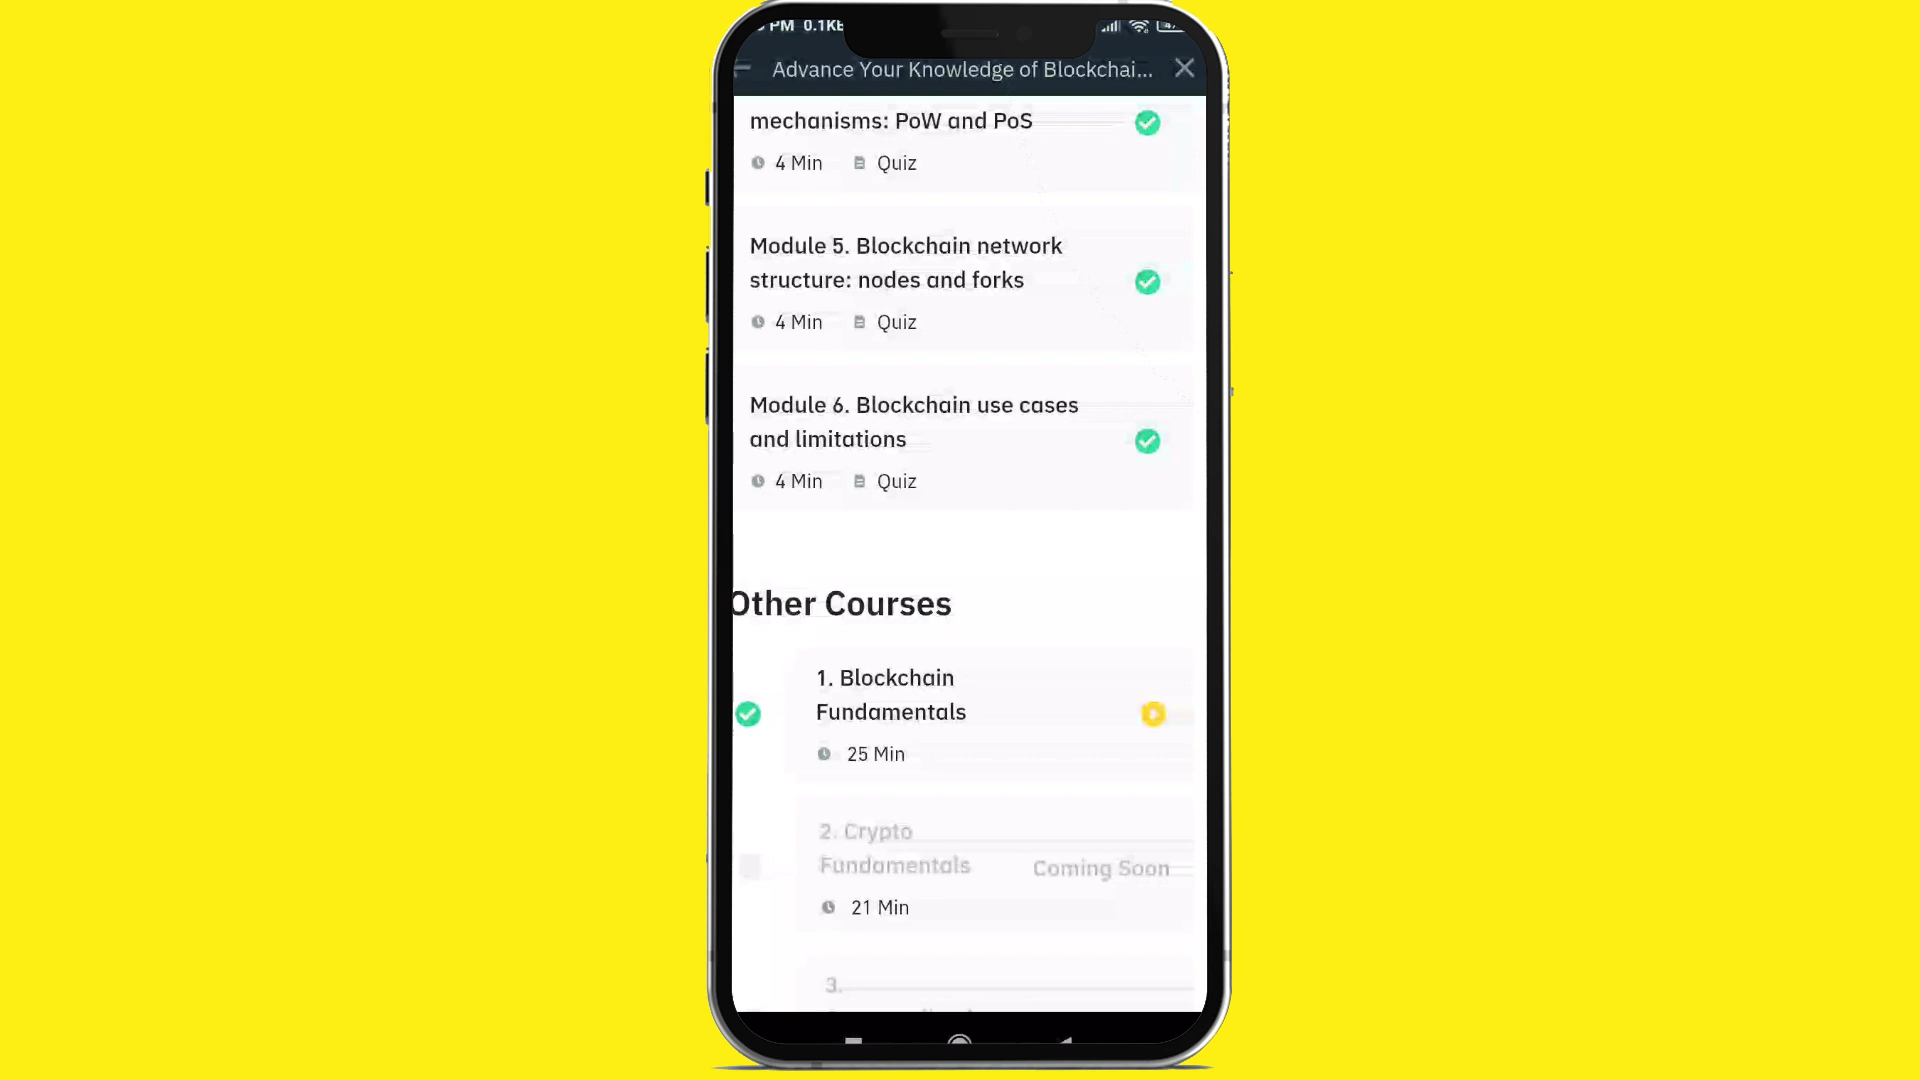 PM 0.1KB
Advance Your Knowledge of Blockchai...
mechanisms: PoW and PoS
4 Min Quiz
Module 5. Blockchain network
structure: nodes and forks
4 Min Quiz
Module 6. Blockchain use cases
and limitations
4 Min Quiz
Other Courses
1. Blockchain
Fundamentals
25 Min
2. Crypto
Fundamentals
Coming Soon
21 Min
3.